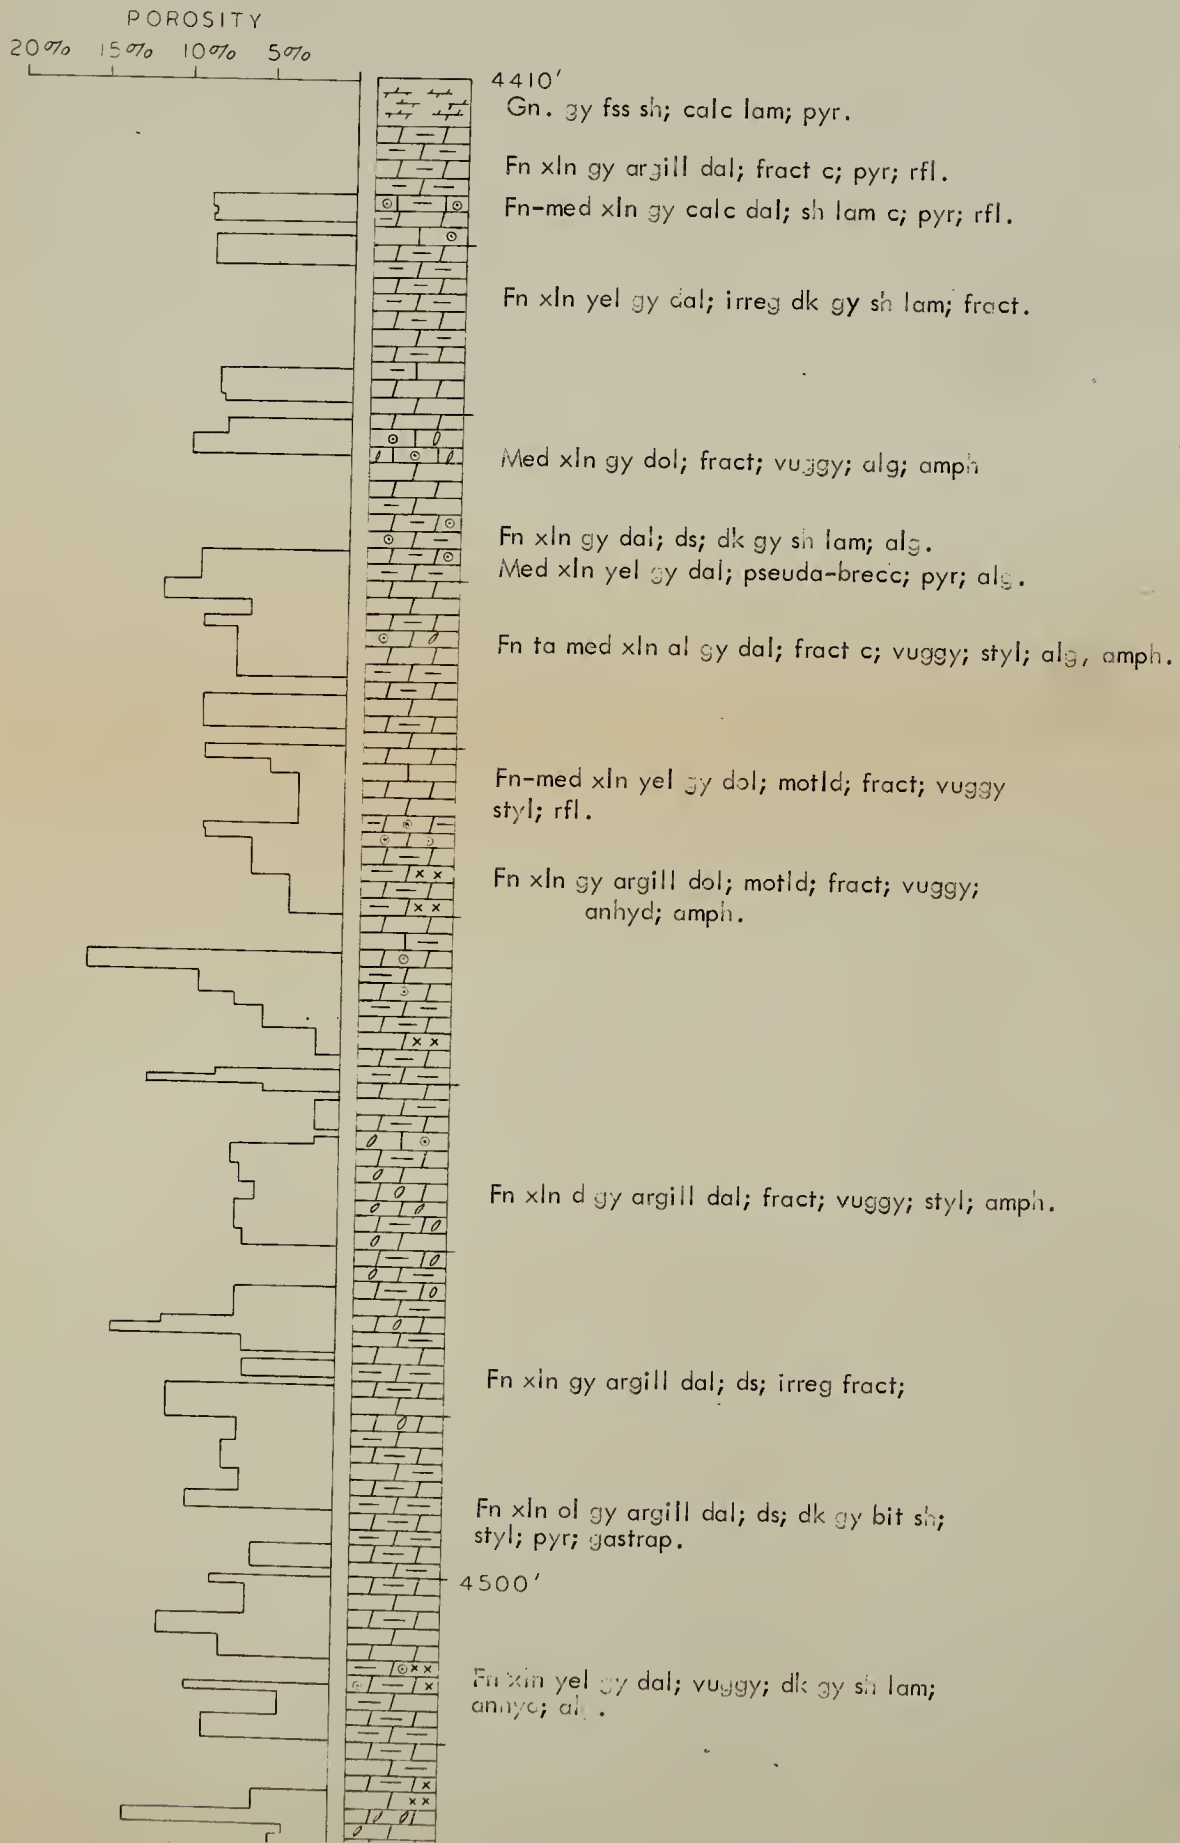 POROSITY
20% 15% 10% 5%
4410'
Gn. gy fss sh; calc lam; pyr.
Fn xln gy argill dal; fract c; pyr; rfl.
Fn-med xln gy calc dal; sh lam c; pyr; rfl.
Fn xln yel gy dal; irreg dk gy sh lam; fract.
Med xln gy dol; fract; vuggy; alg; amph
Fn xln gy dal; ds; dk gy sh lam; alg.
Med xln yel gy dal; pseuda-brecc; pyr; alg.
Fn ta med xln al gy dal; fract c; vuggy; styl; alg, amph.
Fn-med xln yel gy dol; motld; fract; vuggy
styl; rfl.
Fn xln gy argill dol; motld; fract; vuggy;
anhyd; amph.
Fn xln d gy argill dal; fract; vuggy; styl; amph.
Fn xln gy argill dal; ds; irreg fract;
Fn xln ol gy argill dal; ds; dk gy bit sh;
styl; pyr; gastrap.
4500'
Fn xln yel gy dal; vuggy; dk gy sh lam;